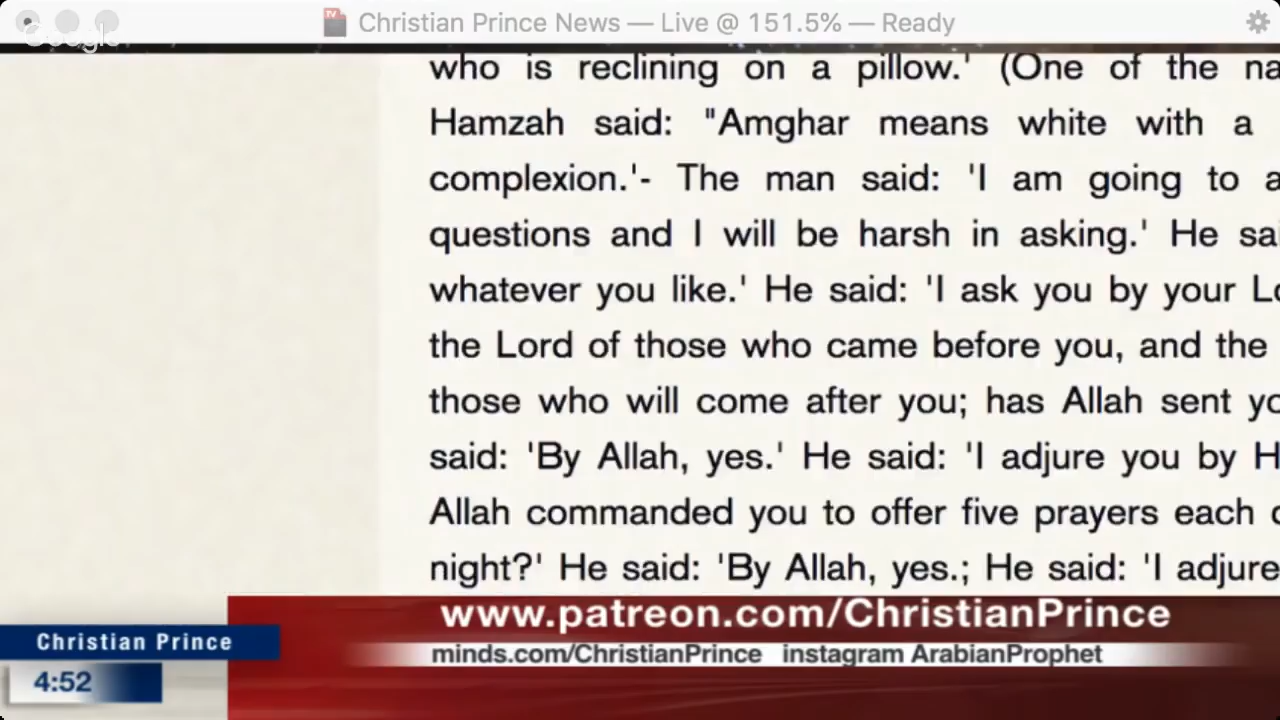 Christian Prince News — Live @ 151.5% — Ready
Google
who is reclining on a pillow.' (One of the na
Hamzah said: "Amghar means white with a
complexion.'- The man said: 'I am going to a
questions and I will be harsh in asking.' He sai
whatever you like.' He said: 'I ask you by your Lo
the Lord of those who came before you, and the
those who will come after you; has Allah sent yo
said: 'By Allah, yes.' He said: 'I adjure you by H
Allah commanded you to offer five prayers each
night?' He said: 'By Allah, yes.; He said: 'I adjure
www.patreon.com/ChristianPrince
Christian Prince
minds.com/ChristianPrince instagram ArabianProphet
4:52